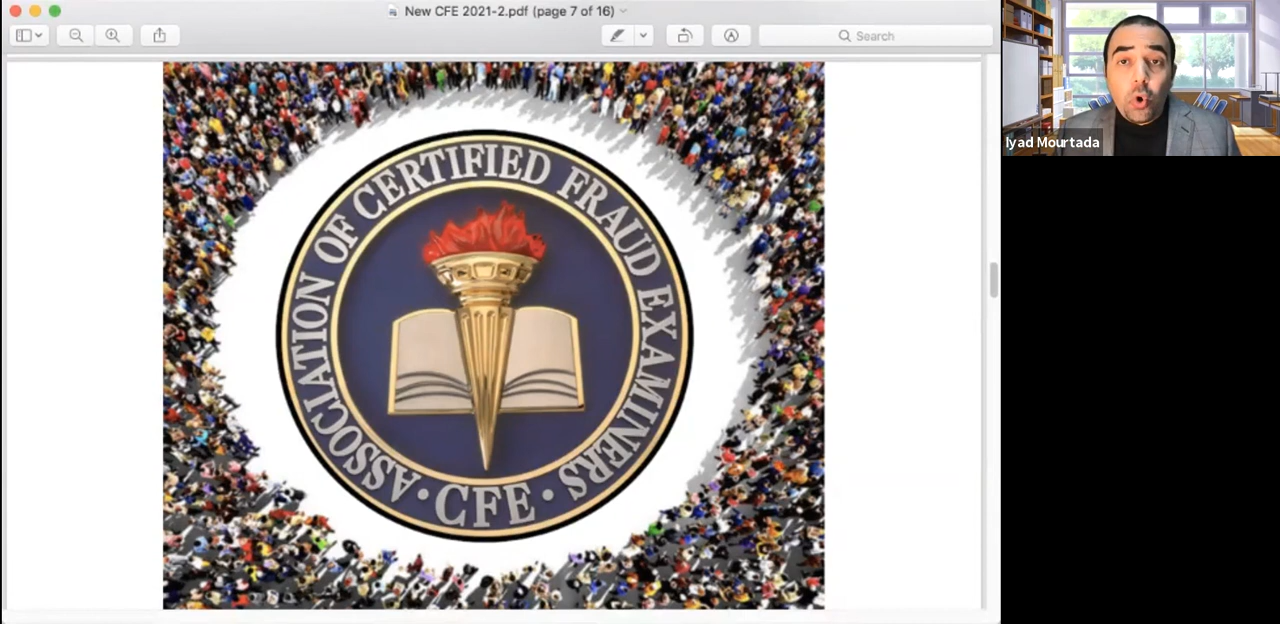 New CFE 2021-2.pdf (page 7 of 16)
Search
ASSOCIATION OF CERTIFIED FRAUD EXAMINERS
· CFE ·
Iyad Mourtada